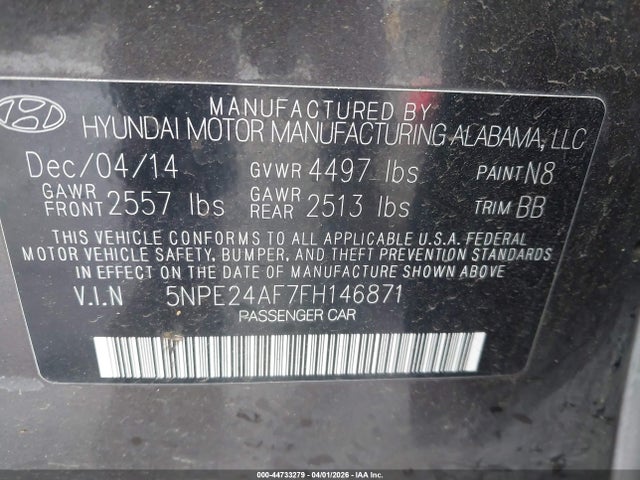 MANUFACTURED BY
HYUNDAI MOTOR MANUFACTURING ALABAMA, LLC
Dec/04/14 GVWR 4497 lbs PAINT N8
GAWR FRONT 2557 lbs GAWR REAR 2513 lbs TRIM BB
THIS VEHICLE CONFORMS TO ALL APPLICABLE U.S.A. FEDERAL
MOTOR VEHICLE SAFETY, BUMPER, AND THEFT PREVENTION STANDARDS
IN EFFECT ON THE DATE OF MANUFACTURE SHOWN ABOVE.
V.I.N 5NPE24AF7FH146871
PASSENGER CAR
000-44733279 - 04/01/2026 - IAA Inc.